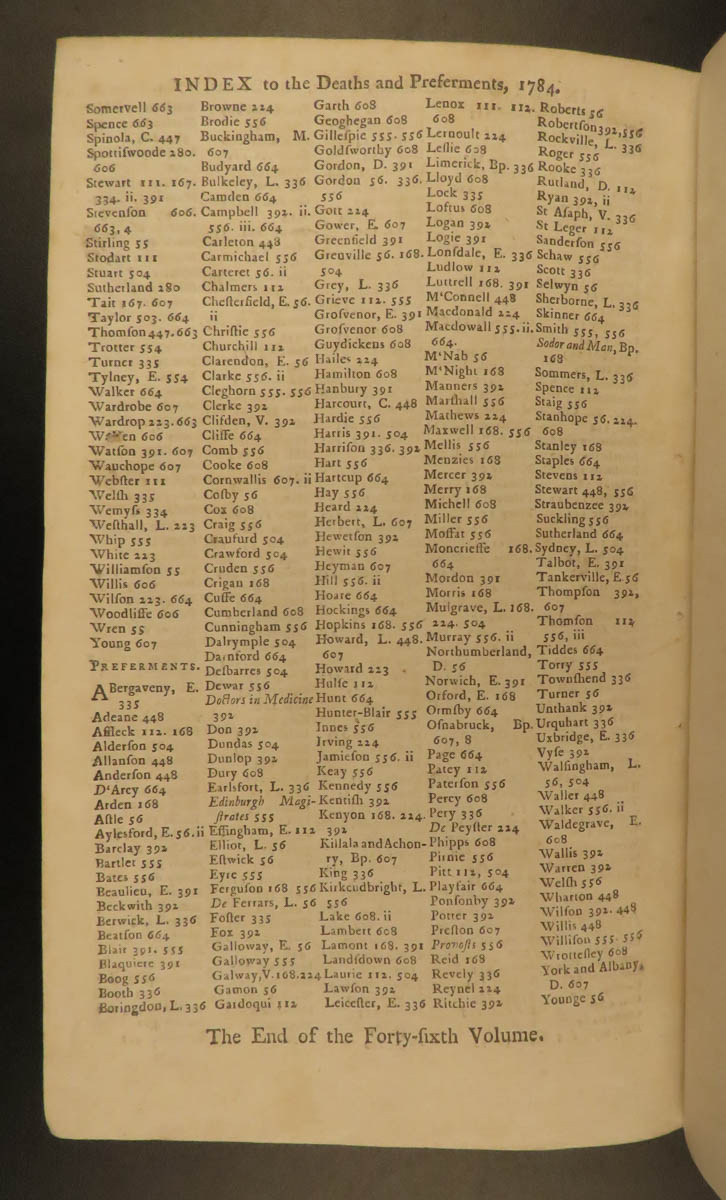 INDEX to the Deaths and Preferments, 1784.
Somervell 663
Spence 663
Spinola, C. 447
Spottiſwoode 280.
606
Stewart 111. 167.
334. ii. 391
Stevenſon 606.
663, 4
Stirling 55
Stodart 111
Stuart 504
Sutherland 280
Tait 167. 607
Taylor 503. 664
Thomſon 447.663
Trotter 554
Turner 335
Tylney, E. 554
Walker 664
Wardrobe 607
Wardrop 223.663
606
Watſon 391. 607
Wauchope 607
Webſter 111
Welſh 335
Wemyſs 334
Weſthall, L. 223
Whip 555
White 223
Williamſon 55
Willis 606
Wilſon 223. 664
Woodliffe 606
Wren 55
Young 607
PREFERMENTS.
ABergaveny, E.
335
Adeane 448
Affleck 112. 168
Alderſon 504
Allanſon 448
Anderſon 448
D'Arcy 664
Arden 168
Aſtle 56
Aylesford, E.56.ii
Barclay 392
Bartlet 555
Bates 556
Beaulieu, E. 391
Beckwith 392
Berwick, L. 336
Beatſon 664
Blair 391. 555
Blaquiere 391
Boog 556
Booth 336
Boringdon, L. 336
Browne 224
Brodie 556
Buckingham, M.
607
Budyard 664
Bulkeley, L. 336
Camden 664
Campbell 392. ii.
556. iii. 664
Carleton 448
Carmichael 556
Carteret 56. ii
Chalmers 112
Cheſterfield, E. 56.
ii
Chriſtie 556
Churchill 112
Clarendon, E. 56
Clarke 556. ii
Cleghorn 555. 556
Clerke 392
Clifden, V. 392
Cliffe 664
Comb 556
Cooke 608
Cornwallis 607. ii
Coſby 56
Cox 608
Craig 556
Craufurd 504
Crawford 504
Cruden 556
Crigan 168
Cuffe 664
Cumberland 608
Cunningham 556
Dalrymple 504
Darnford 664
Deſbarres 504
Dewar 556
Doctors in Medicine
392
Don 392
Dundas 504
Dunlop 392
Dury 608
Earlsfort, L. 336
Edinburgh Magi-
ſtrates 555
Effingham, E. 112
Elliot, L. 56
Eſtwick 56
Eyre 555
Ferguſon 168 556
De Ferrars, L. 56
Foſter 335
Fox 392
Galloway, E. 56
Galloway 555
Galway, V.168.224
Gamon 56
Gardoqui 112
Garth 608
Geoghegan 608
Gilleſpie 555. 556
Goldſworthy 608
Gordon, D. 391
Gordon 56. 336.
556
Gott 224
Gower, E. 607
Greenfield 391
Grenville 56. 168.
504
Grey, L. 336
Grieve 112. 555
Groſvenor, E. 391
Groſvenor 608
Guydickens 608
Hailes 224
Hamilton 608
Hanbury 391
Harcourt, C. 448
Hardie 556
Harris 391. 504
Harriſon 336. 392
Hart 556
Hartcup 664
Hay 556
Heard 224
Herbert, L. 607
Hewetſon 392
Hewit 556
Heyman 607
Hill 556. ii
Hoare 664
Hockings 664
Hopkins 168. 556
Howard, L. 448.
607
Howard 223
Hulſe 112
Hunt 664
Hunter-Blair 555
Innes 556
Irving 224
Jamieſon 556. ii
Keay 556
Kennedy 556
Kentiſh 392
Kenyon 168. 224.
392
Killala and Achon-
ry, Bp. 607
King 336
Kirkcudbright, L.
556
Lake 608. ii
Lambert 608
Lamont 168. 391
Landſdown 608
Laurie 112. 504
Lawſon 392
Leiceſter, E. 336
Lenox 111. 112.
608
Lernoult 224
Leſlie 608
Limerick, Bp. 336
Lloyd 608
Lock 335
Loftus 608
Logan 392
Logie 391
Lonſdale, E. 336
Ludlow 112
Luttrell 168. 391
M'Connell 448
Macdonald 224
Macdowall 555. ii.
664.
M'Nab 56
M'Night 168
Manners 392
Marſhall 556
Mathews 224
Maxwell 168. 556
Mellis 556
Menzies 168
Mercer 392
Merry 168
Michell 608
Miller 556
Moffat 556
Moncrieffe 168.
664
Mordon 391
Morris 168
Mulgrave, L. 168.
224. 504
Murray 556. ii
Northumberland,
D. 56
Norwich, E. 391
Orford, E. 168
Ormſby 664
Oſnabruck, Bp.
607, 8
Page 664
Patey 112
Paterſon 556
Percy 608
Pery 336
De Peyſter 224
Phipps 608
Pirnie 556
Pitt 112, 504
Playfair 664
Ponſonby 392
Potter 392
Preſton 607
Provoſts 556
Reid 168
Revely 336
Reynel 224
Ritchie 392
Roberts 56
Robertſon 392, 556
Rockville, L. 336
Roger 556
Rooke 336
Rutland, D. 112
Ryan 392, ii
St Aſaph, V. 336
St Leger 112
Sanderſon 556
Schaw 556
Scott 336
Selwyn 56
Sherborne, L. 336
Skinner 664
Smith 555, 556
Sodor and Man, Bp.
168
Sommers, L. 336
Spence 112
Staig 556
Stanhope 56. 224.
608
Stanley 168
Staples 664
Stevens 112
Stewart 448, 556
Straubenzee 392
Suckling 556
Sutherland 664
Sydney, L. 504
Talbot, E. 391
Tankerville, E. 56
Thompſon 392,
607
Thomſon 112
556, iii
Tiddes 664
Torry 555
Townſhend 336
Turner 56
Unthank 392
Urquhart 336
Uxbridge, E. 336
Vyſe 392
Walſingham, L.
56, 504
Waller 448
Walker 556. ii
Waldegrave, E.
608
Wallis 392
Warren 392
Welſh 556
Wharton 448
Wilſon 392. 448
Willis 448
Williſon 555. 556
Wrotteſley 608
York and Albany,
D. 607
Younge 56
The End of the Forty-ſixth Volume.